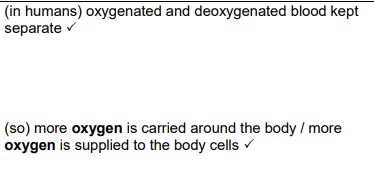 (in humans) oxygenated and deoxygenated blood kept
separate ✓
(so) more oxygen is carried around the body / more
oxygen is supplied to the body cells ✓